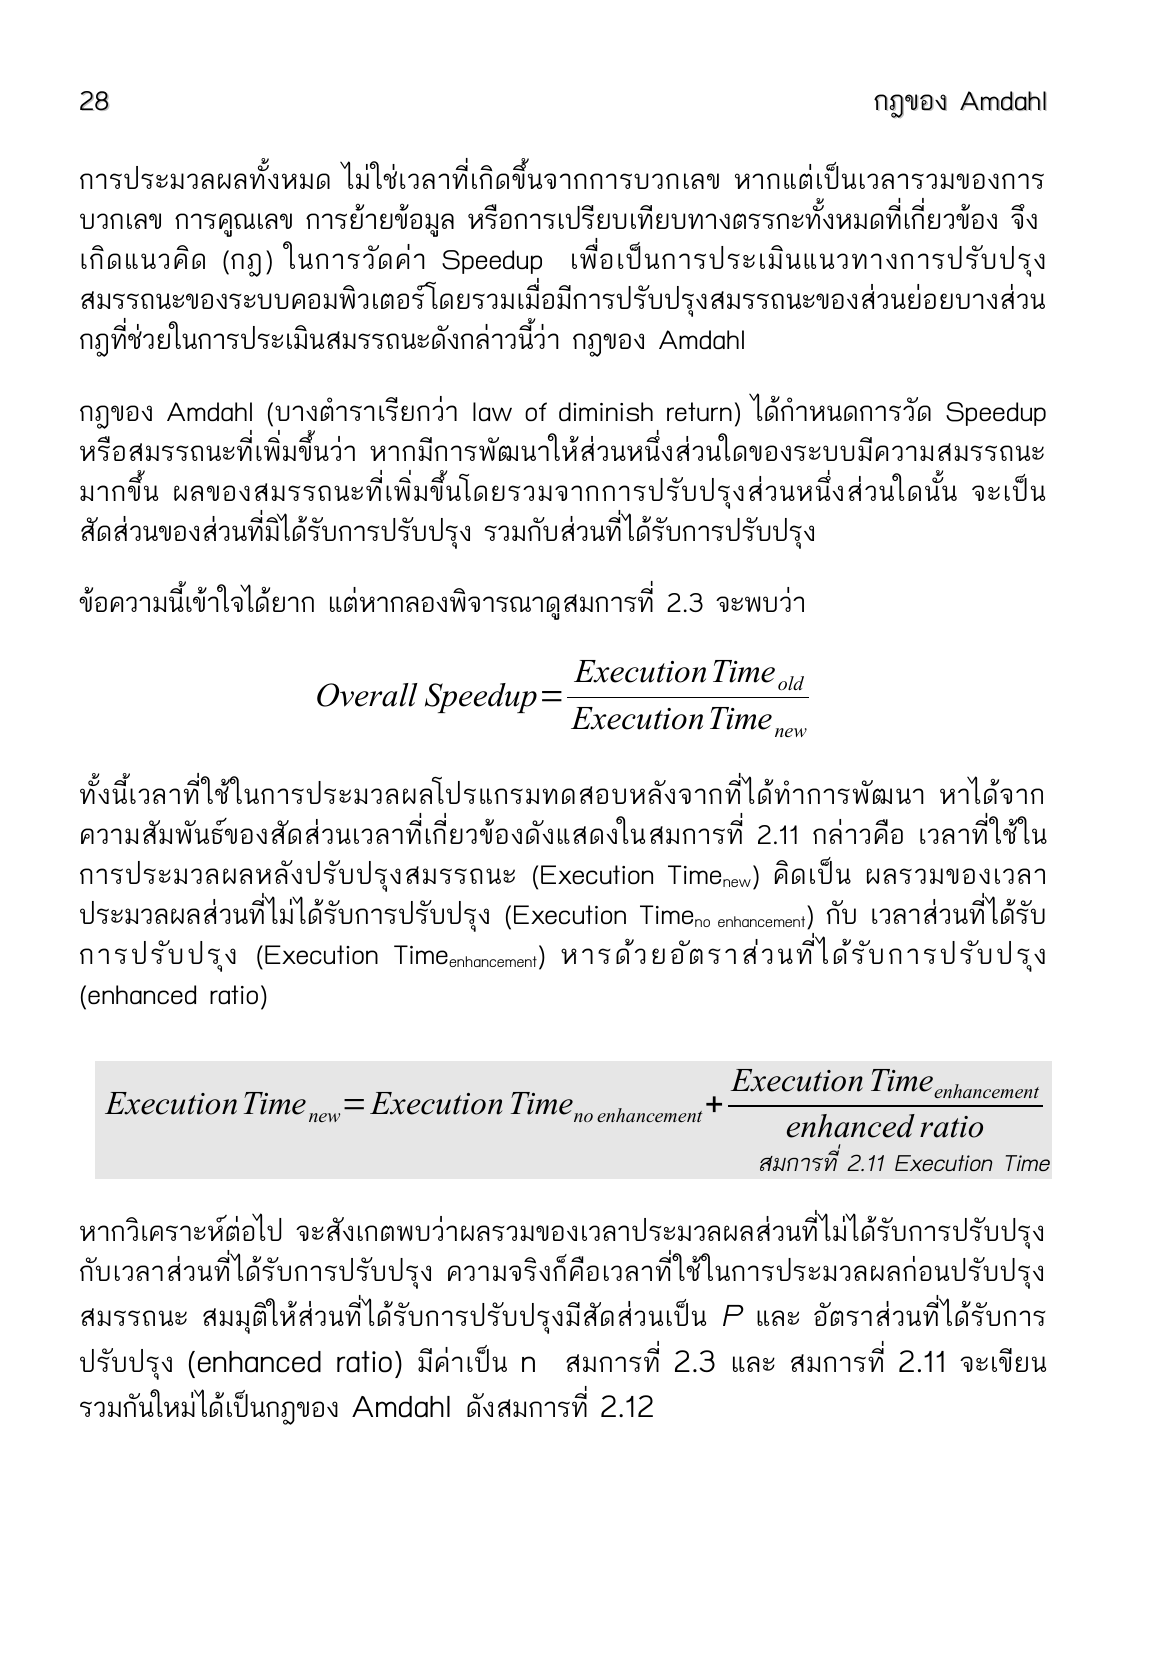 28 กฎของ Amdahl
การประมวลผลทั้งหมด ไม่ใช่เวลาที่เกิดขึ้นจากการบวกเลข หากแต่เป็นเวลารวมของการ
บวกเลข การคูณเลข การย้ายข้อมูล หรือการเปรียบเทียบทางตรรกะทั้งหมดที่เกี่ยวข้อง จึง
เกิดแนวคิด (กฎ) ในการวัดค่า Speedup เพื่อเป็นการประเมินแนวทางการปรับปรุง
สมรรถนะของระบบคอมพิวเตอร์โดยรวมเมื่อมีการปรับปรุงสมรรถนะของส่วนย่อยบางส่วน
กฎที่ช่วยในการประเมินสมรรถนะดังกล่าวนี้ว่า กฎของ Amdahl
กฎของ Amdahl (บางตำราเรียกว่า law of diminish return) ได้กำหนดการวัด Speedup
หรือสมรรถนะที่เพิ่มขึ้นว่า หากมีการพัฒนาให้ส่วนหนึ่งส่วนใดของระบบมีความสมรรถนะ
มากขึ้น ผลของสมรรถนะที่เพิ่มขึ้นโดยรวมจากการปรับปรุงส่วนหนึ่งส่วนใดนั้น จะเป็น
สัดส่วนของส่วนที่มิได้รับการปรับปรุง รวมกับส่วนที่ได้รับการปรับปรุง
ข้อความนี้เข้าใจได้ยาก แต่หากลองพิจารณาดูสมการที่ 2.3 จะพบว่า
Overall Speedup = Execution Time old / Execution Time new
ทั้งนี้เวลาที่ใช้ในการประมวลผลโปรแกรมทดสอบหลังจากที่ได้ทำการพัฒนา หาได้จาก
ความสัมพันธ์ของสัดส่วนเวลาที่เกี่ยวข้องดังแสดงในสมการที่ 2.11 กล่าวคือ เวลาที่ใช้ใน
การประมวลผลหลังปรับปรุงสมรรถนะ (Execution Timenew) คิดเป็น ผลรวมของเวลา
ประมวลผลส่วนที่ไม่ได้รับการปรับปรุง (Execution Timeno enhancement) กับ เวลาส่วนที่ได้รับ
การปรับปรุง (Execution Timeenhancement) หารด้วยอัตราส่วนที่ได้รับการปรับปรุง
(enhanced ratio)
Execution Time new = Execution Time no enhancement + Execution Time enhancement / enhanced ratio
สมการที่ 2.11 Execution Time
หากวิเคราะห์ต่อไป จะสังเกตพบว่าผลรวมของเวลาประมวลผลส่วนที่ไม่ได้รับการปรับปรุง
กับเวลาส่วนที่ได้รับการปรับปรุง ความจริงก็คือเวลาที่ใช้ในการประมวลผลก่อนปรับปรุง
สมรรถนะ สมมุติให้ส่วนที่ได้รับการปรับปรุงมีสัดส่วนเป็น P และ อัตราส่วนที่ได้รับการ
ปรับปรุง (enhanced ratio) มีค่าเป็น n สมการที่ 2.3 และ สมการที่ 2.11 จะเขียน
รวมกันใหม่ได้เป็นกฎของ Amdahl ดังสมการที่ 2.12